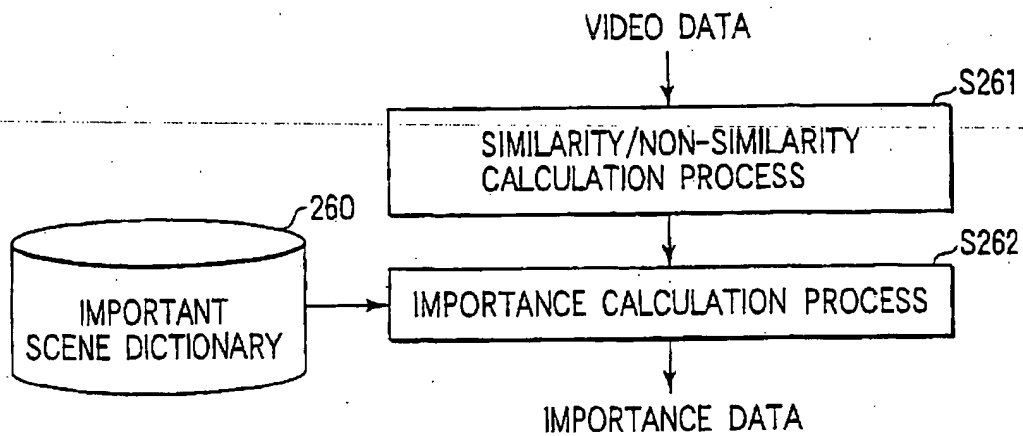 VIDEO DATA
S261
SIMILARITY/NON-SIMILARITY
CALCULATION PROCESS
260
S262
IMPORTANT
SCENE DICTIONARY
IMPORTANCE CALCULATION PROCESS
IMPORTANCE DATA